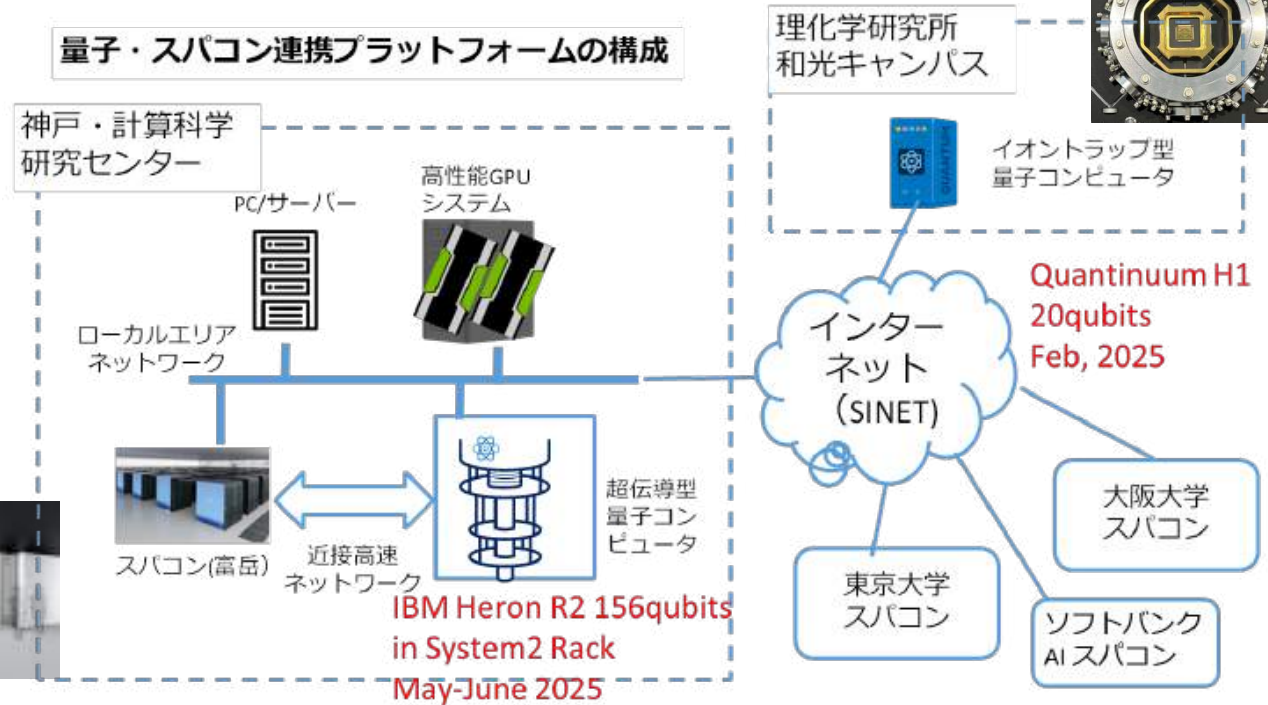 量子・スパコン連携プラットフォームの構成
神戸・計算科学
研究センター
PC/サーバー
高性能GPU
システム
ローカルエリア
ネットワーク
スパコン(富岳)
近接高速
ネットワーク
超伝導型
量子コン
ピュータ
IBM Heron R2 156qubits
in System2 Rack
May-June 2025
理化学研究所
和光キャンパス
QUANTUM
イオントラップ型
量子コンピュータ
Quantinuum H1
20qubits
Feb, 2025
インター
ネット
(SINET)
大阪大学
スパコン
東京大学
スパコン
ソフトバンク
AI スパコン